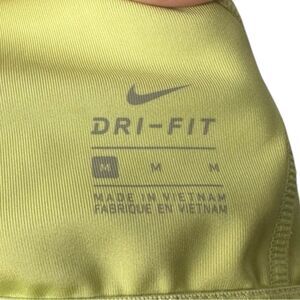 DRI-FIT
M M M
MADE IN VIETNAM
FABRIQUE EN VIETNAM